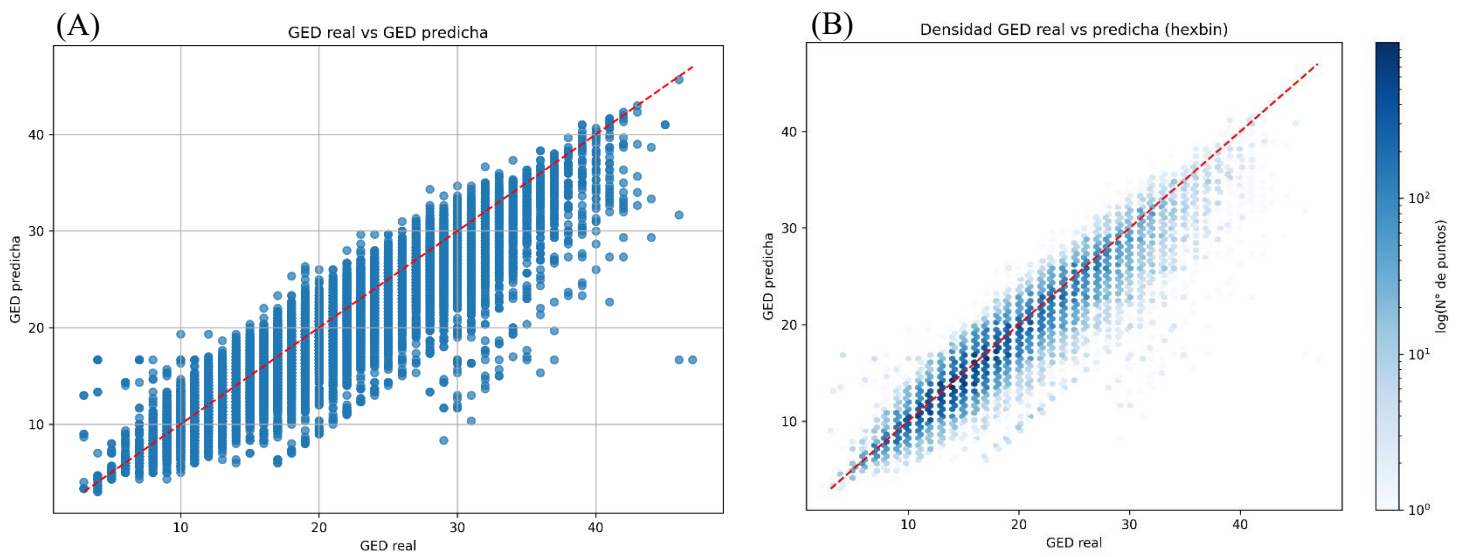 (A)
GED real vs GED predicha
GED predicha
40
30
20
10
10
20
30
40
GED real
(B)
Densidad GED real vs predicha (hexbin)
GED predicha
40
30
20
10
10
20
30
40
GED real
10²
10¹
10⁰
log(N° de puntos)